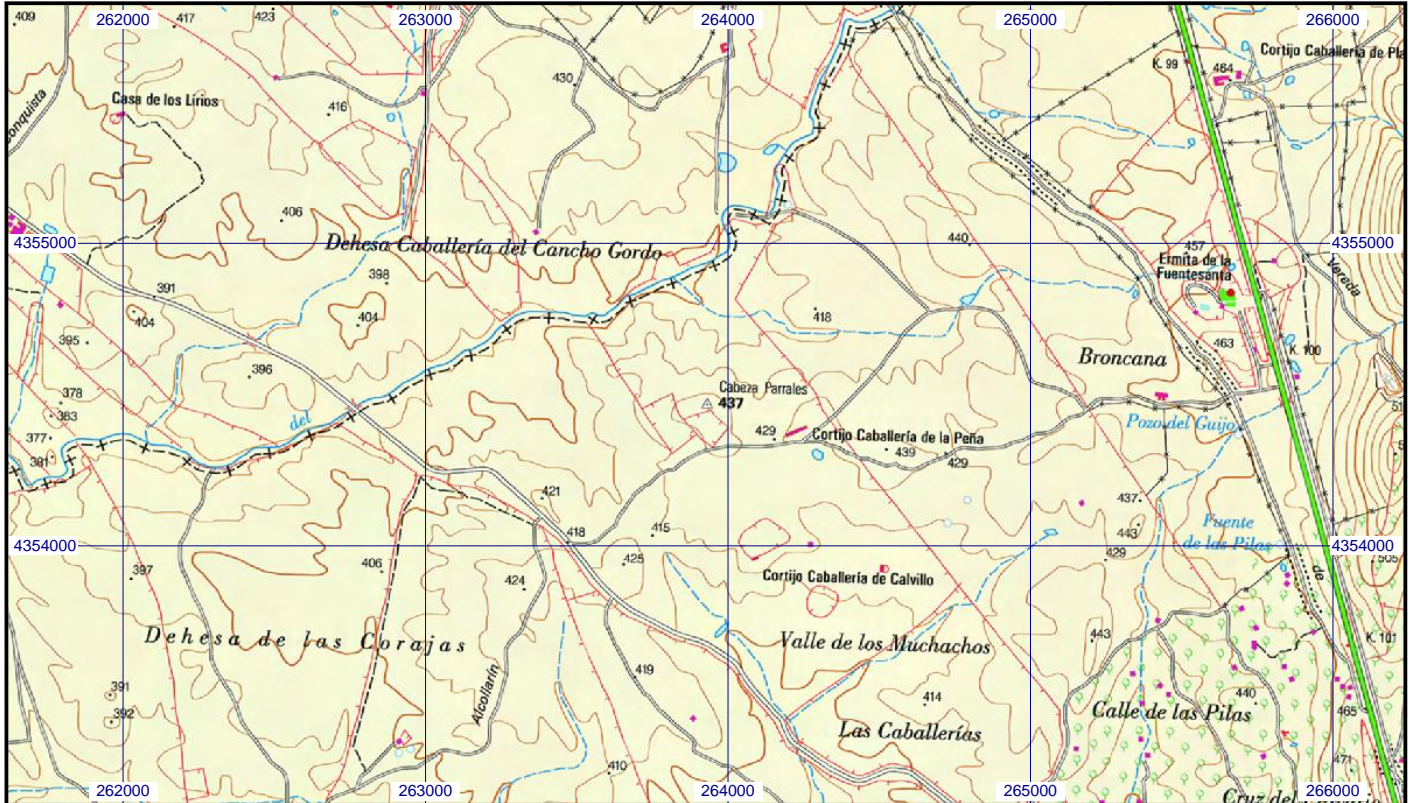 262000
263000
264000
265000
266000
409
417
423
430
K. 99
464
Cortijo Caballería de Pla
Casa de los Lirios
416
onquista
406
440
457
4355000
Dehesa Caballería del Cancho Gordo
4355000
Ermita de la
Fuentesanta
Vereda
391
398
404
404
418
463
K. 100
395
396
Broncana
378
383
377
381
Cabeza Parrales
437
del
429
Cortijo Caballería de la Peña
439
429
Pozo del Guijo
421
437
443
429
Fuente
de las Pilas
4354000
418
415
4354000
397
406
424
425
Cortijo Caballería de Calvillo
505
de
Dehesa de las Corajas
Valle de los Muchachos
443
K. 101
391
392
Alcollarín
419
414
440
465
Calle de las Pilas
Las Caballerías
410
471
262000
263000
264000
265000
266000
Cruz del